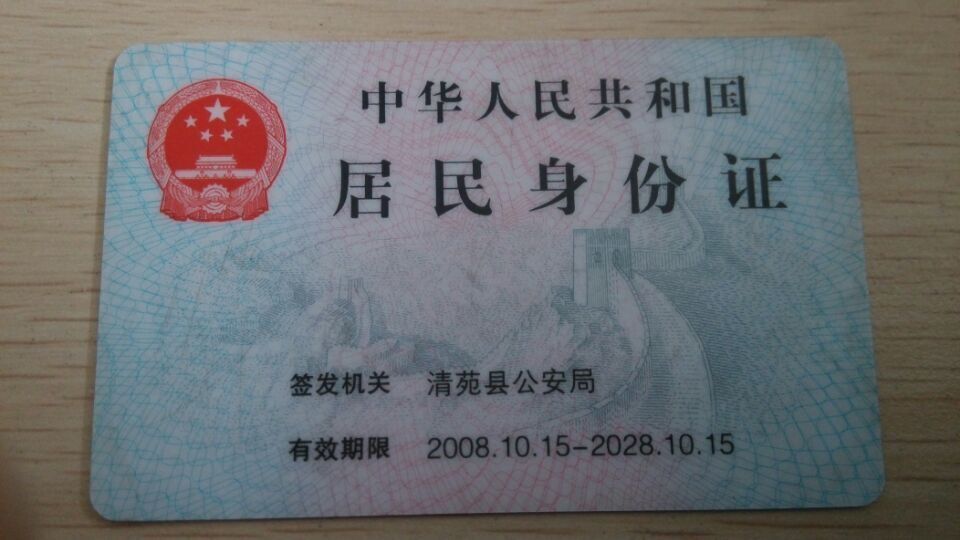 中华人民共和国
居民身份证
签发机关 清苑县公安局
有效期限 2008.10.15-2028.10.15